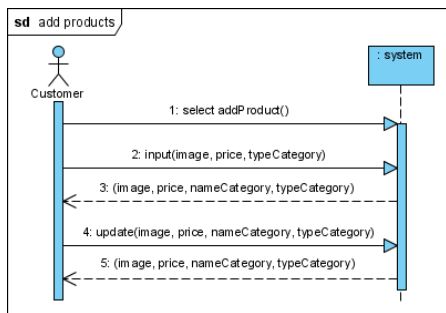 sd add products
: system
Customer
1: select addProduct()
2: input(image, price, typeCategory)
3: (image, price, nameCategory, typeCategory)
4: update(image, price, nameCategory, typeCategory)
5: (image, price, nameCategory, typeCategory)